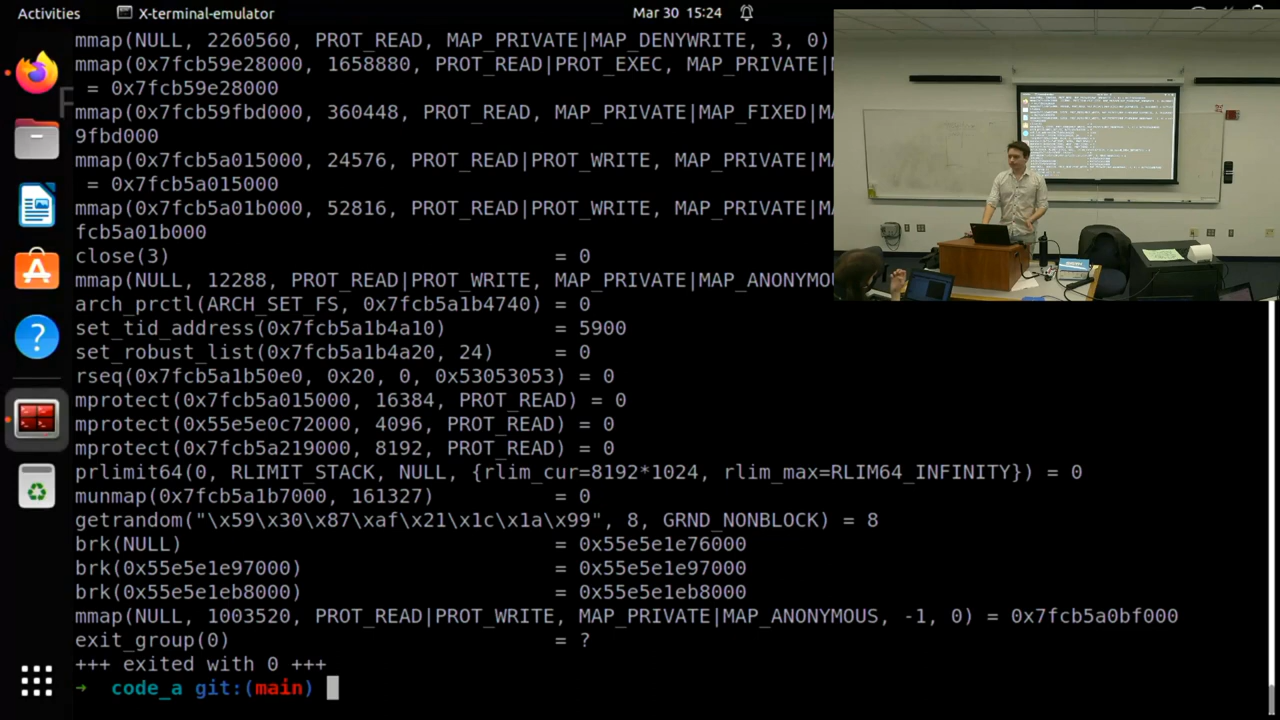 Activities
X-terminal-emulator
Mar 30 15:24
mmap(NULL, 2260560, PROT_READ, MAP_PRIVATE|MAP_DENYWRITE, 3, 0)
mmap(0x7fcb59e28000, 1658880, PROT_READ|PROT_EXEC, MAP_PRIVATE|
= 0x7fcb59e28000
mmap(0x7fcb59fbd000, 360448, PROT_READ, MAP_PRIVATE|MAP_FIXED|MA
9fbd000
mmap(0x7fcb5a015000, 24576, PROT_READ|PROT_WRITE, MAP_PRIVATE|MA
= 0x7fcb5a015000
mmap(0x7fcb5a01b000, 52816, PROT_READ|PROT_WRITE, MAP_PRIVATE|MA
fcb5a01b000
close(3) = 0
mmap(NULL, 12288, PROT_READ|PROT_WRITE, MAP_PRIVATE|MAP_ANONYMOU
arch_prctl(ARCH_SET_FS, 0x7fcb5a1b4740) = 0
set_tid_address(0x7fcb5a1b4a10) = 5900
set_robust_list(0x7fcb5a1b4a20, 24) = 0
rseq(0x7fcb5a1b50e0, 0x20, 0, 0x53053053) = 0
mprotect(0x7fcb5a015000, 16384, PROT_READ) = 0
mprotect(0x55e5e0c72000, 4096, PROT_READ) = 0
mprotect(0x7fcb5a219000, 8192, PROT_READ) = 0
prlimit64(0, RLIMIT_STACK, NULL, {rlim_cur=8192*1024, rlim_max=RLIM64_INFINITY}) = 0
munmap(0x7fcb5a1b7000, 161327) = 0
getrandom("\x59\x30\x87\xaf\x21\x1c\x1a\x99", 8, GRND_NONBLOCK) = 8
brk(NULL) = 0x55e5e1e76000
brk(0x55e5e1e97000) = 0x55e5e1e97000
brk(0x55e5e1eb8000) = 0x55e5e1eb8000
mmap(NULL, 1003520, PROT_READ|PROT_WRITE, MAP_PRIVATE|MAP_ANONYMOUS, -1, 0) = 0x7fcb5a0bf000
exit_group(0) = ?
+++ exited with 0 +++
→ code_a git:(main)